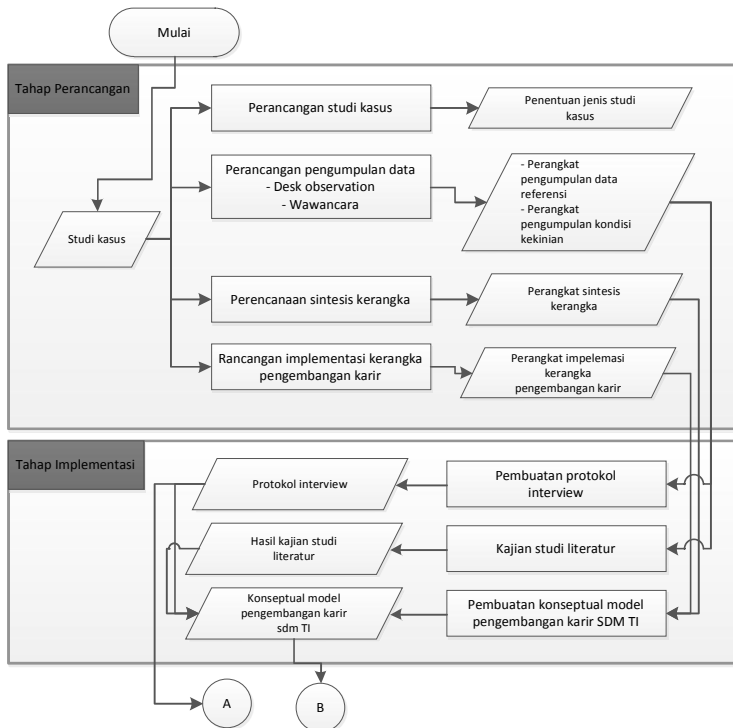 Mulai
Tahap Perancangan
Perancangan studi kasus
Penentuan jenis studi
kasus
Perancangan pengumpulan data
- Desk observation
- Wawancara
- Perangkat
pengumpulan data
referensi
- Perangkat
pengumpulan kondisi
kekinian
Studi kasus
Perencanaan sintesis kerangka
Perangkat sintesis
kerangka
Rancangan implementasi kerangka
pengembangan karir
Perangkat impelemasi
kerangka
pengembangan karir
Tahap Implementasi
Protokol interview
Pembuatan protokol
interview
Hasil kajian studi
literatur
Kajian studi literatur
Konseptual model
pengembangan karir
sdm TI
Pembuatan konseptual model
pengembangan karir SDM TI
A
B